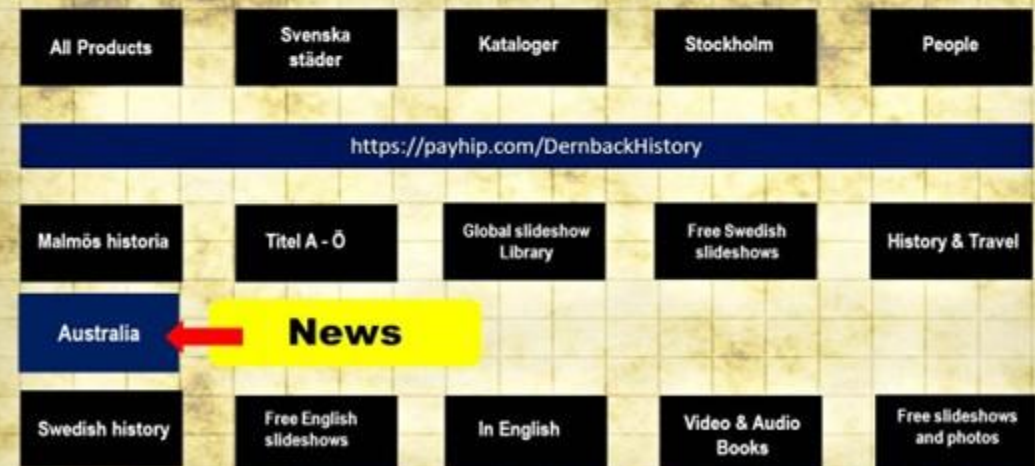 All Products
Svenska
städer
Kataloger
Stockholm
People
https://payhip.com/DernbackHistory
Malmös historia
Titel A - Ö
Global slideshow
Library
Free Swedish
slideshows
History & Travel
Australia
News
Swedish history
Free English
slideshows
In English
Video & Audio
Books
Free slideshows
and photos